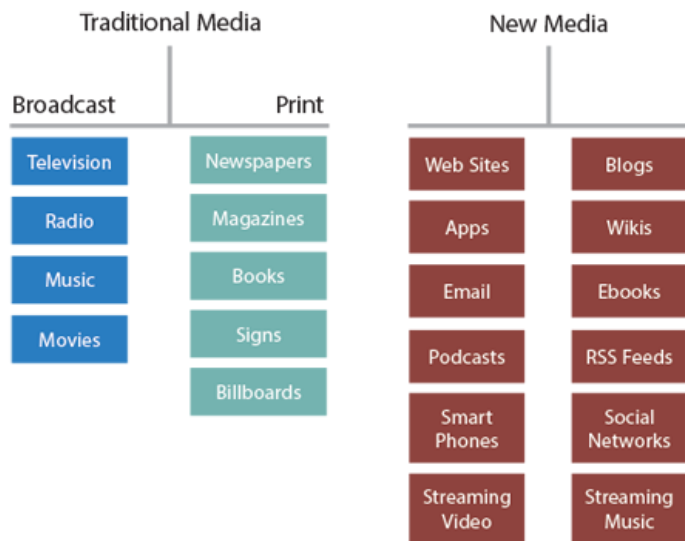 Traditional Media
Broadcast
Print
Television
Radio
Music
Movies
Newspapers
Magazines
Books
Signs
Billboards
New Media
Web Sites
Apps
Email
Podcasts
Smart
Phones
Streaming
Video
Blogs
Wikis
Ebooks
RSS Feeds
Social
Networks
Streaming
Music